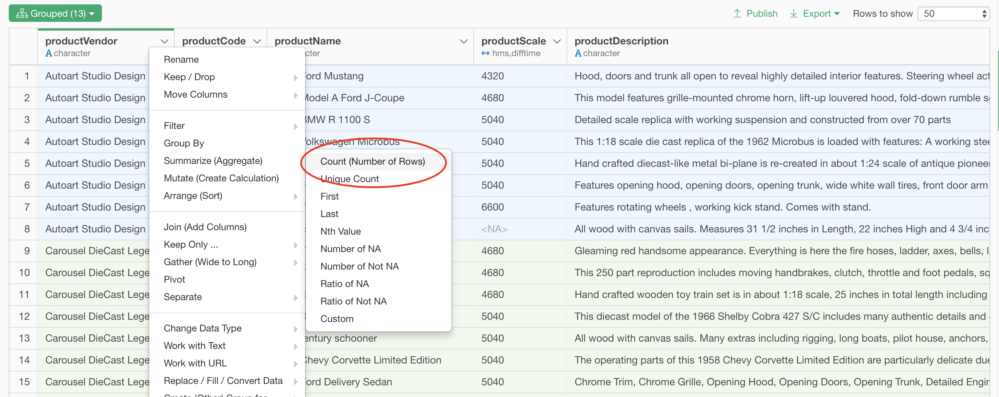 Grouped (13)
Publish
Export
Rows to show
50
productVendor
productCode
productName
productScale
productDescription
character
hms,difftime
character
Rename
Keep / Drop
Move Columns
Filter
Group By
Summarize (Aggregate)
Mutate (Create Calculation)
Arrange (Sort)
Join (Add Columns)
Keep Only ...
Gather (Wide to Long)
Pivot
Separate
Change Data Type
Work with Text
Work with URL
Replace / Fill / Convert Data
Count (Number of Rows)
Unique Count
First
Last
Nth Value
Number of NA
Number of Not NA
Ratio of NA
Ratio of Not NA
Custom
1 Autoart Studio Design Ford Mustang 4320 Hood, doors and trunk all open to reveal highly detailed interior features. Steering wheel
2 Autoart Studio Design Model A Ford J-Coupe 4680 This model features grille-mounted chrome horn, lift-up louvered hood, fold-down rumble
3 Autoart Studio Design BMW R 1100 S 5040 Detailed scale replica with working suspension and constructed from over 70 parts
4 Autoart Studio Design Volkswagen Microbus 5040 This 1:18 scale die cast replica of the 1962 Microbus is loaded with features: A working
5 Autoart Studio Design 5040 Hand crafted diecast-like metal bi-plane is re-created in about 1:24 scale of antique
6 Autoart Studio Design 5040 Features opening hood, opening doors, opening trunk, wide white wall tires, front door arm
7 Autoart Studio Design 6600 Features rotating wheels , working kick stand. Comes with stand.
8 Autoart Studio Design <NA> All wood with canvas sails. Measures 31 1/2 inches in Length, 22 inches High and 4 3/4
9 Carousel DieCast Lege 4680 Gleaming red handsome appearance. Everything is here the fire hoses, ladder, axes, bells,
10 Carousel DieCast Lege 4680 This 250 part reproduction includes moving handbrakes, clutch, throttle and foot pedals,
11 Carousel DieCast Lege 4680 Hand crafted wooden toy train set is in about 1:18 scale, 25 inches in total length including
12 Carousel DieCast Lege 5040 This diecast model of the 1966 Shelby Cobra 427 S/C includes many authentic details and
13 Carousel DieCast Lege entury schooner 5040 All wood with canvas sails. Many extras including rigging, long boats, pilot house, anchors,
14 Carousel DieCast Lege Chevy Corvette Limited Edition 5040 The operating parts of this 1958 Chevy Corvette Limited Edition are particularly delicate
15 Carousel DieCast Lege Ford Delivery Sedan 5040 Chrome Trim, Chrome Grille, Opening Hood, Opening Doors, Opening Trunk, Detailed